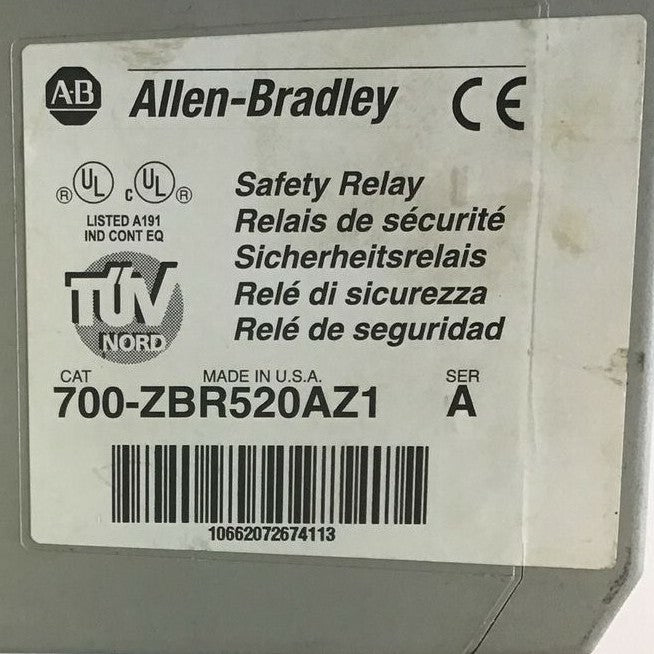 A-B Allen-Bradley CE
® UL c UL ®
LISTED A191
IND CONT EQ
Safety Relay
Relais de sécurité
Sicherheitsrelais
Relé di sicurezza
Relé de seguridad
TÜV
NORD
CAT MADE IN U.S.A. SER
700-ZBR520AZ1 A
10662072674113